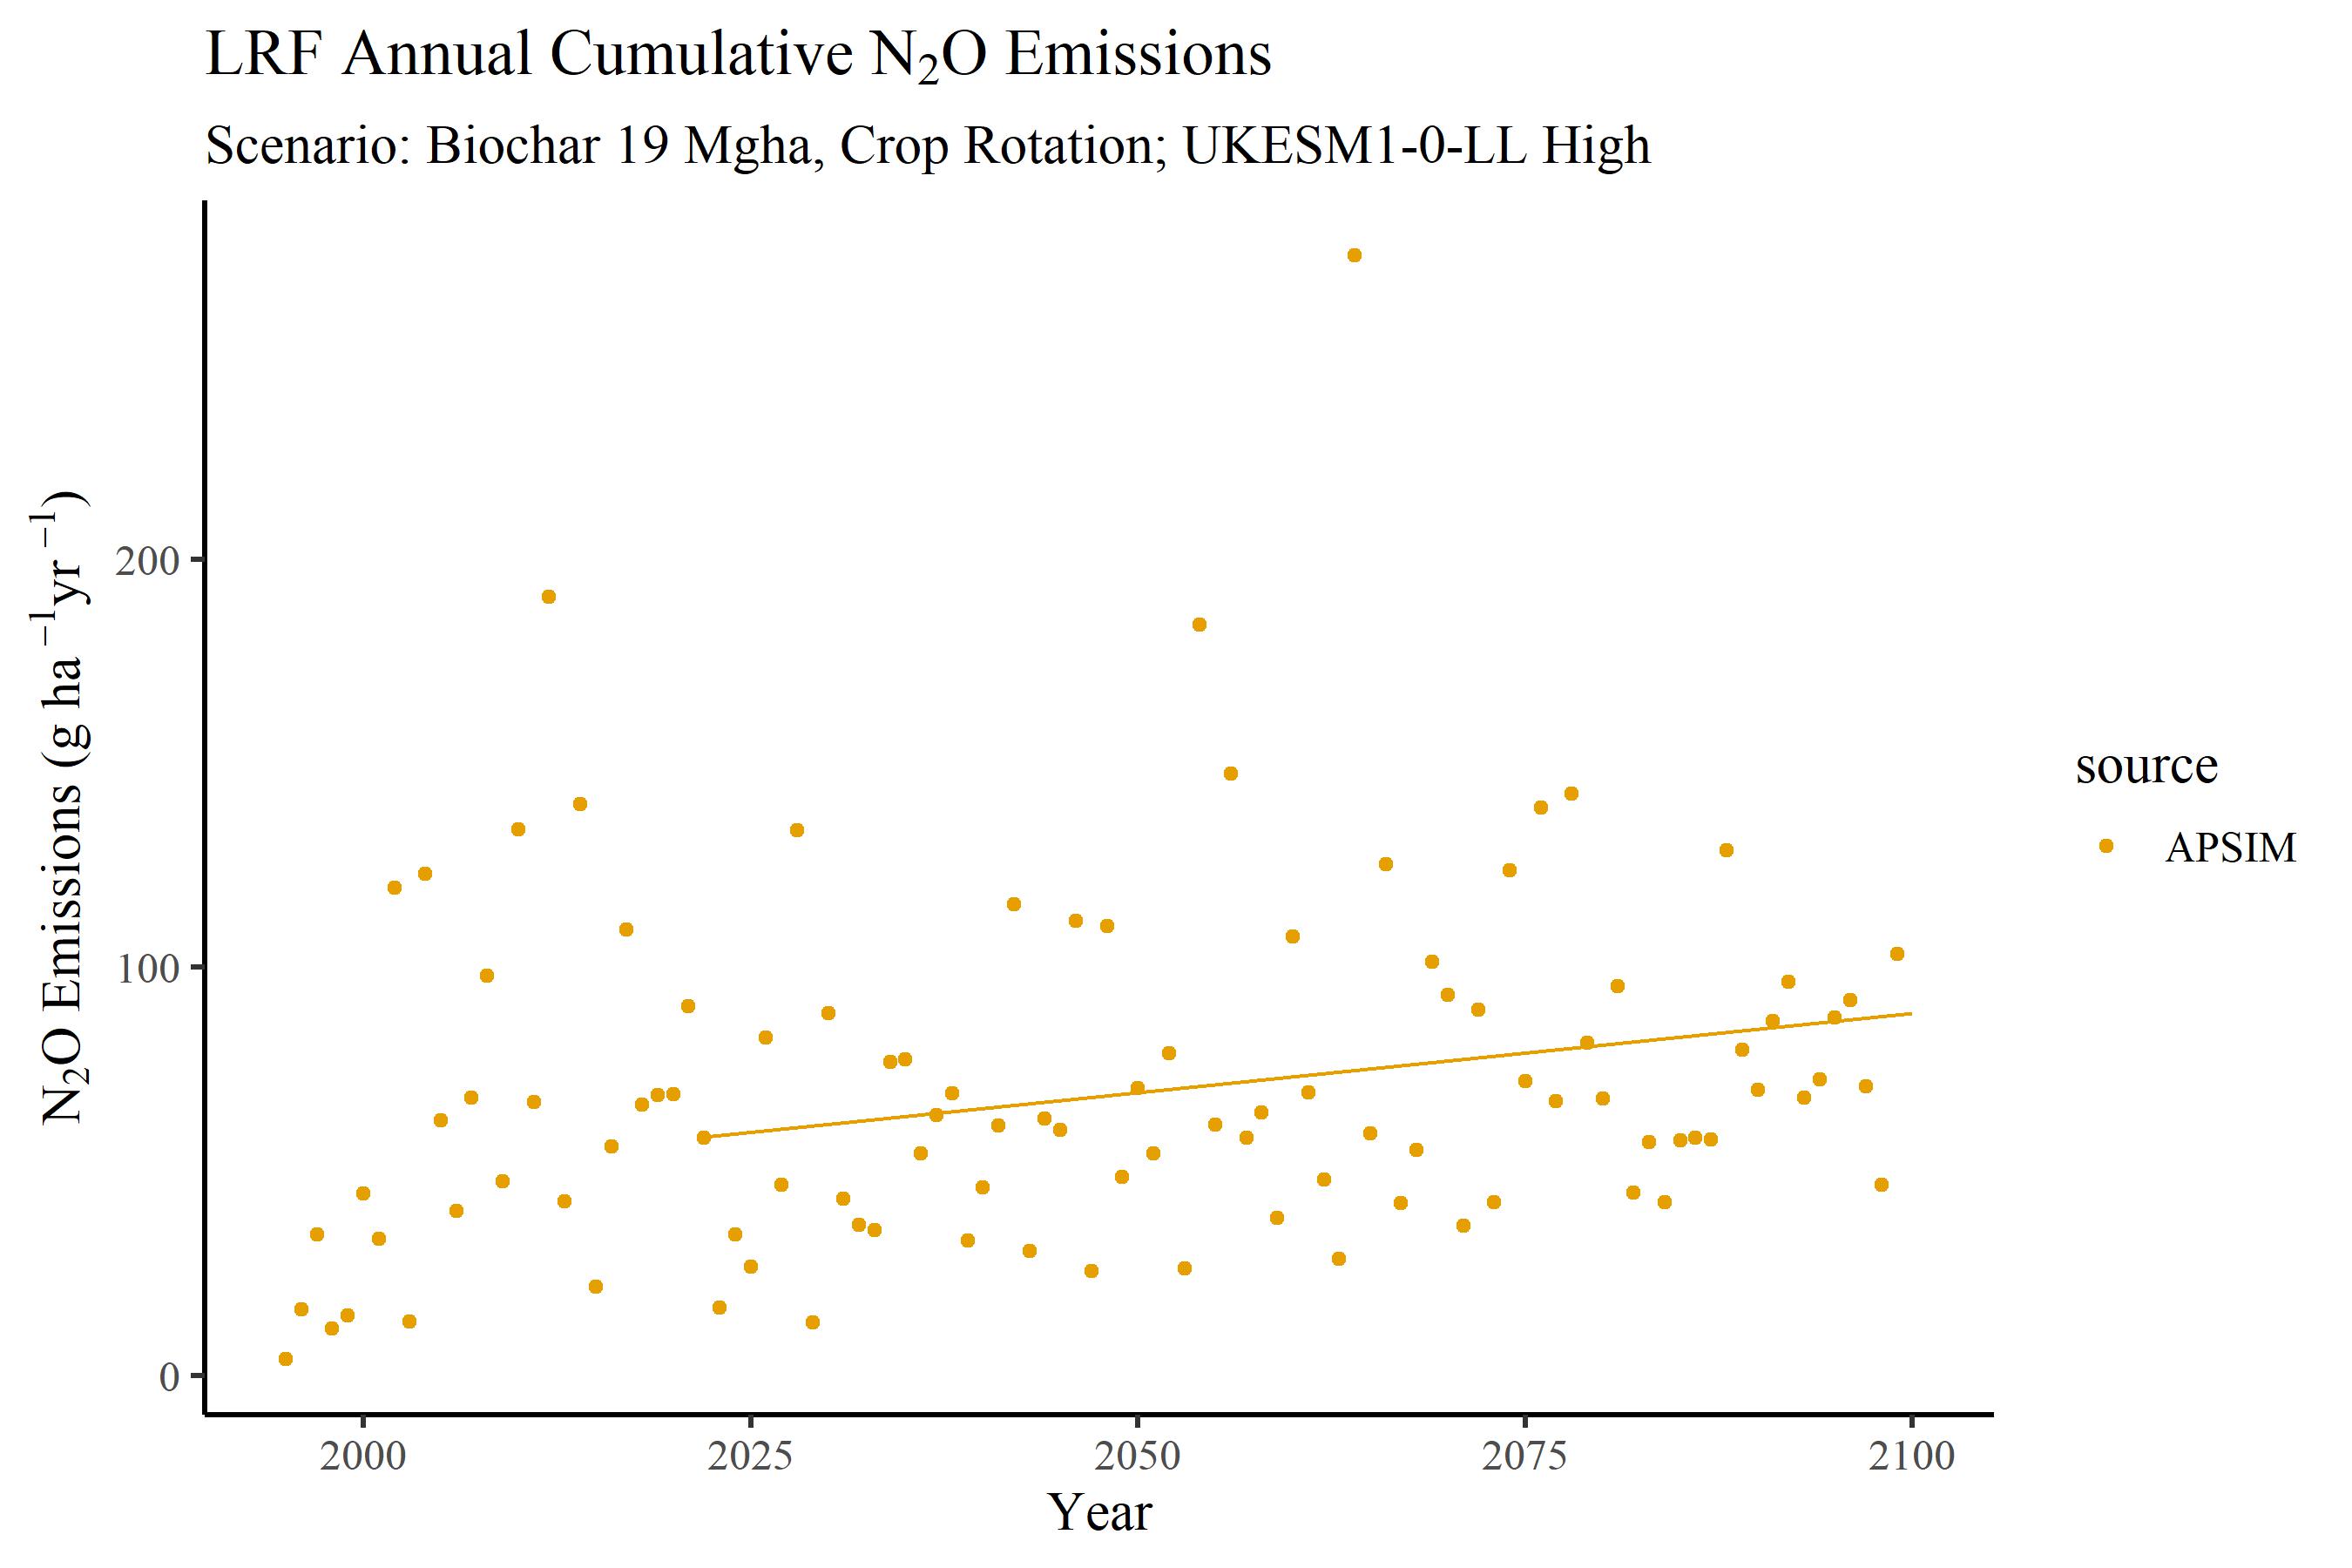 LRF Annual Cumulative N₂O Emissions
Scenario: Biochar 19 Mgha, Crop Rotation; UKESM1-0-LL High
N₂O Emissions (g ha⁻¹yr⁻¹)
200
100
0
2000 2025 2050 2075 2100
Year
source
APSIM